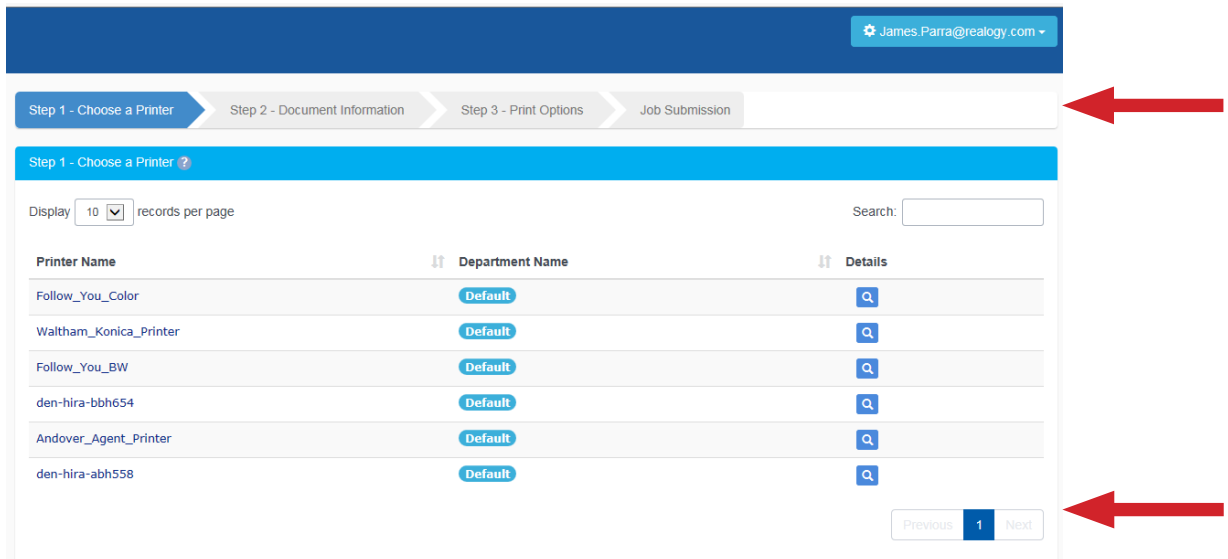 James.Parra@realogy.com
Step 1 - Choose a Printer Step 2 - Document Information Step 3 - Print Options Job Submission
Step 1 - Choose a Printer ?
Display 10 records per page Search:
Printer Name Department Name Details
Follow_You_Color Default
Waltham_Konica_Printer Default
Follow_You_BW Default
den-hira-bbh654 Default
Andover_Agent_Printer Default
den-hira-abh558 Default
Previous 1 Next